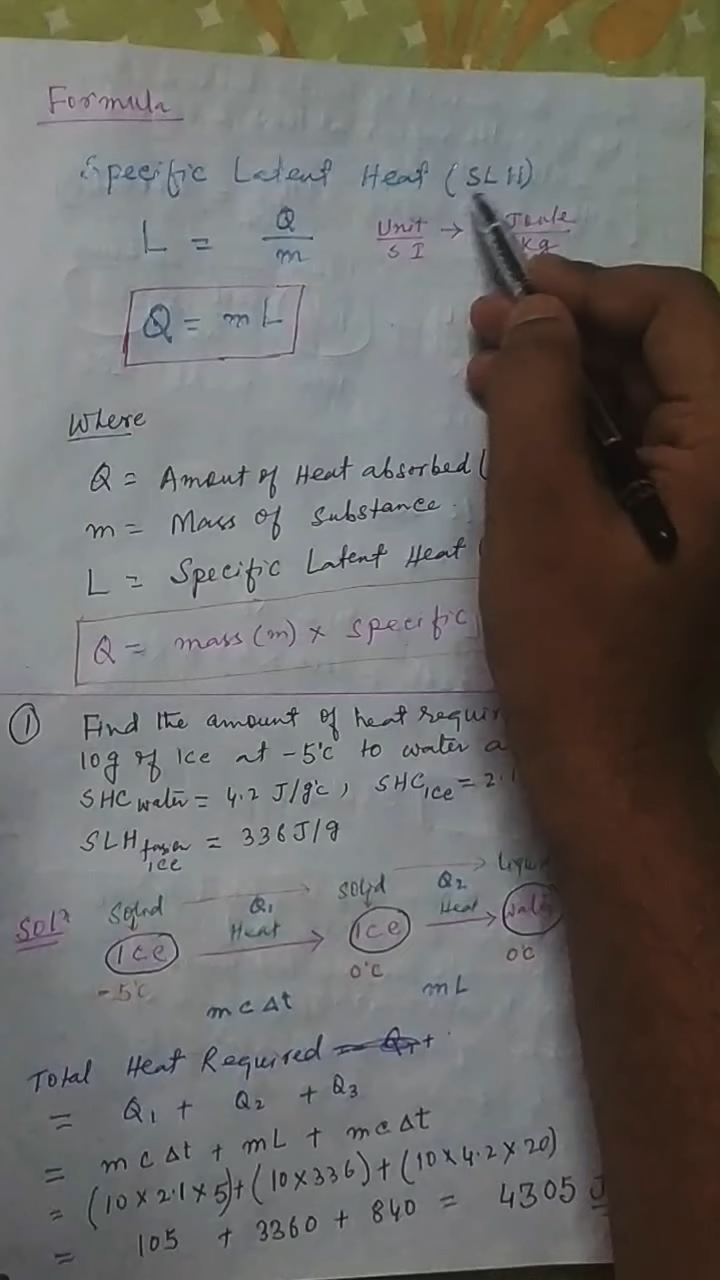 Formula
Specific Latent Heat (SLH)
L = Q/m Unit/SI → Joule/kg
Q = mL
Where
Q = Amout of Heat absorbed (
m = Mass of Substance.
L = Specific Latent Heat (
Q = mass (m) × specific
① Find the amount of heat requir
10g of Ice at -5°c to water a
SHC water = 4.2 J/g°c, SHC ICE = 2.1
SLH fusion ice = 336 J/g
Solid Q1 Heat Solid Q2 Heat
Soln Ice Ice Water
-5°c 0°c 0°c
mcΔt mL
Total Heat Required
= Q1 + Q2 + Q3
= mcΔt + mL + mcΔt
= (10×2.1×5)+(10×336)+(10×4.2×20)
= 105 + 3360 + 840 = 4305 J